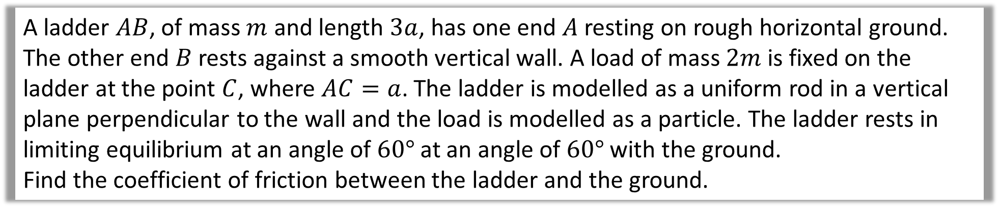 A ladder AB, of mass m and length 3a, has one end A resting on rough horizontal ground.
The other end B rests against a smooth vertical wall. A load of mass 2m is fixed on the
ladder at the point C, where AC = a. The ladder is modelled as a uniform rod in a vertical
plane perpendicular to the wall and the load is modelled as a particle. The ladder rests in
limiting equilibrium at an angle of 60° at an angle of 60° with the ground.
Find the coefficient of friction between the ladder and the ground.